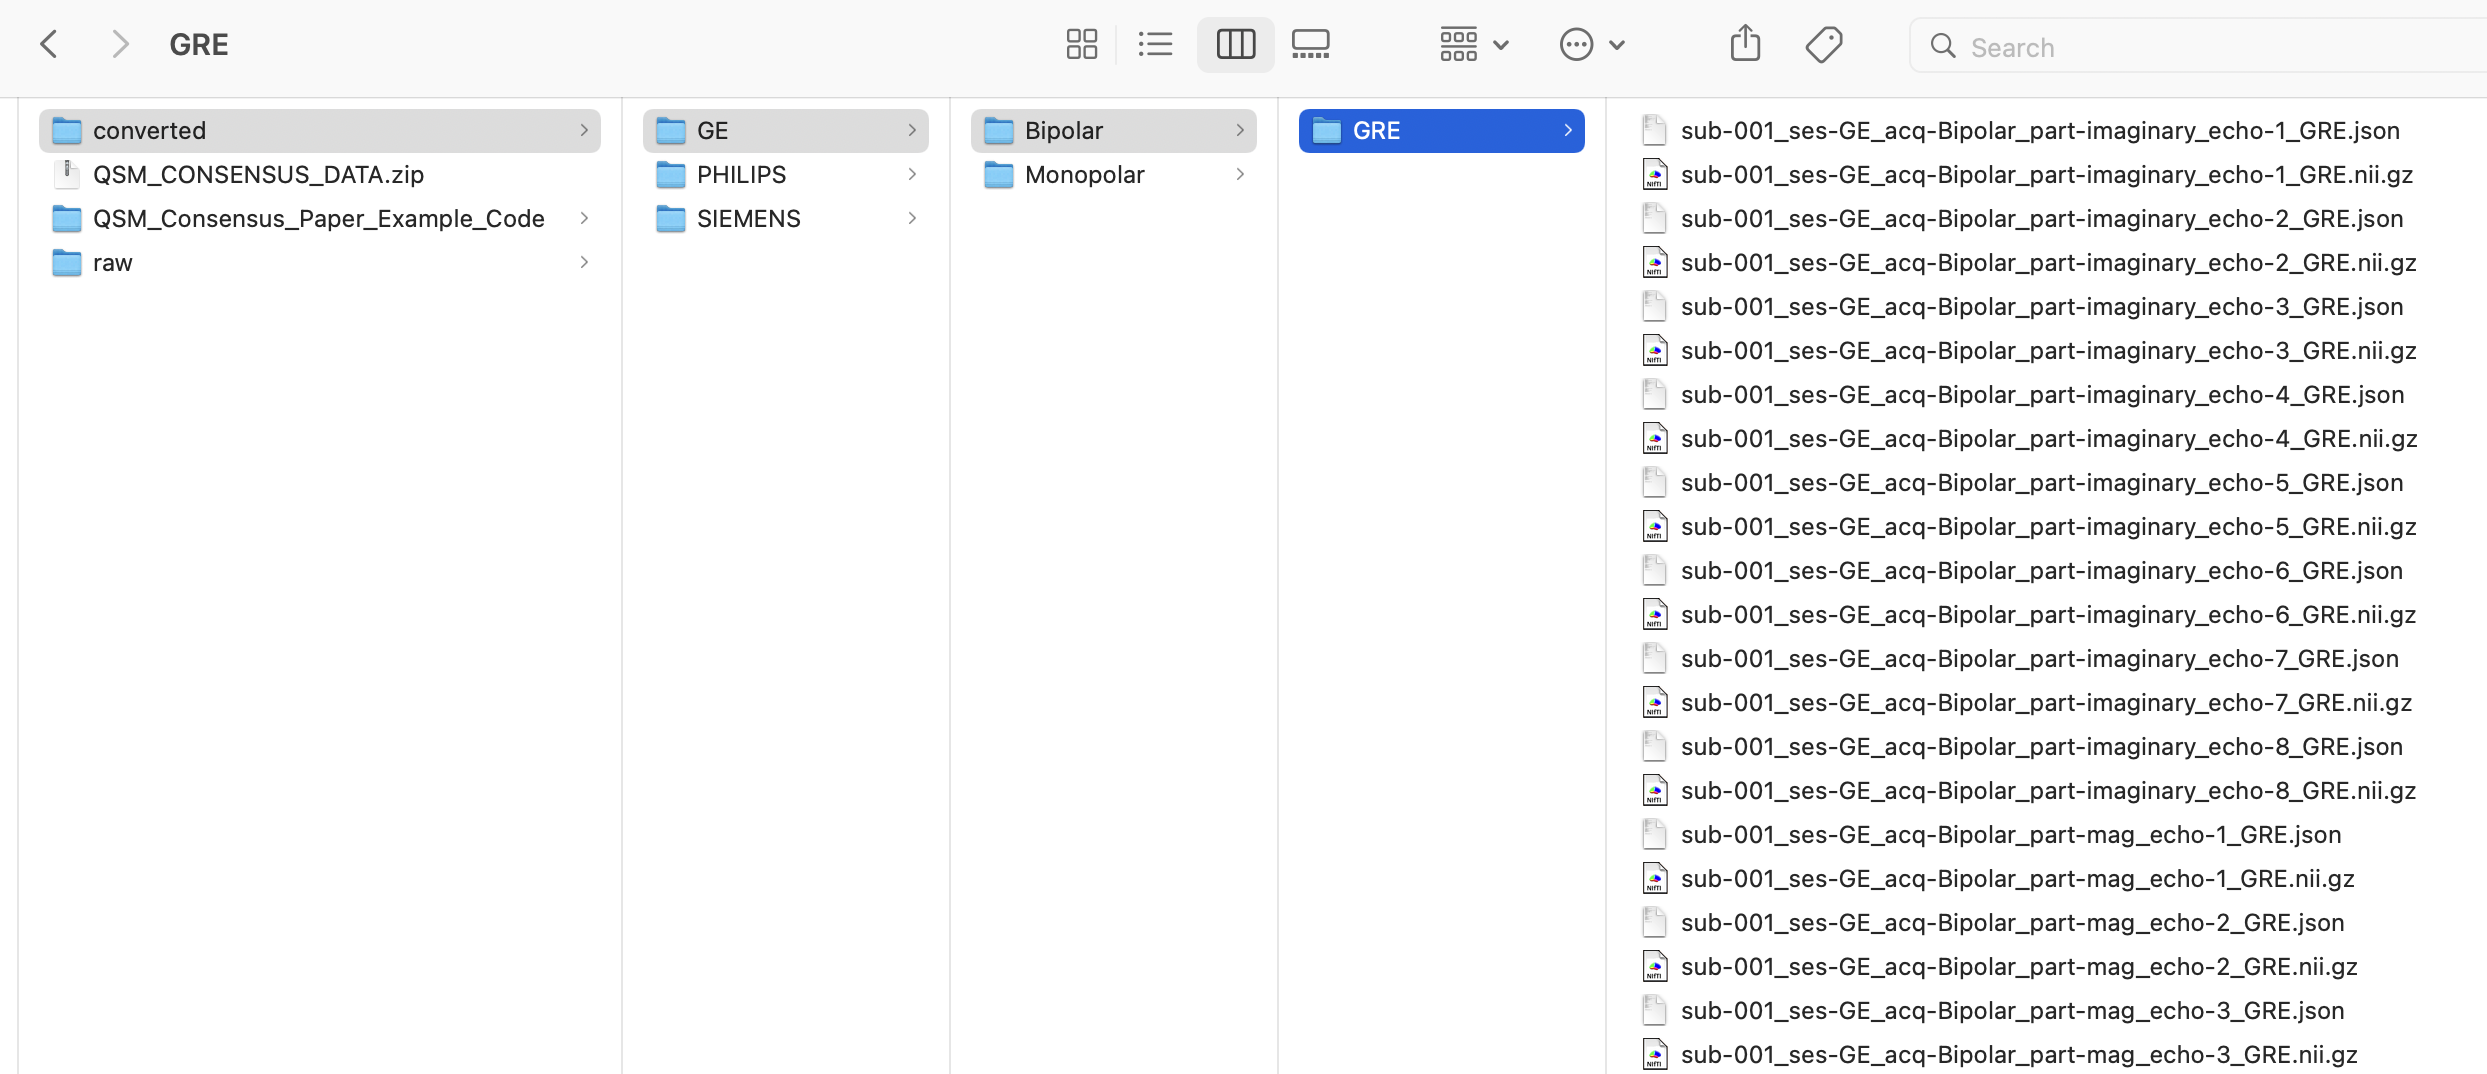 GRE
Search
converted
QSM_CONSENSUS_DATA.zip
QSM_Consensus_Paper_Example_Code
raw
GE
PHILIPS
SIEMENS
Bipolar
Monopolar
GRE
sub-001_ses-GE_acq-Bipolar_part-imaginary_echo-1_GRE.json
sub-001_ses-GE_acq-Bipolar_part-imaginary_echo-1_GRE.nii.gz
sub-001_ses-GE_acq-Bipolar_part-imaginary_echo-2_GRE.json
sub-001_ses-GE_acq-Bipolar_part-imaginary_echo-2_GRE.nii.gz
sub-001_ses-GE_acq-Bipolar_part-imaginary_echo-3_GRE.json
sub-001_ses-GE_acq-Bipolar_part-imaginary_echo-3_GRE.nii.gz
sub-001_ses-GE_acq-Bipolar_part-imaginary_echo-4_GRE.json
sub-001_ses-GE_acq-Bipolar_part-imaginary_echo-4_GRE.nii.gz
sub-001_ses-GE_acq-Bipolar_part-imaginary_echo-5_GRE.json
sub-001_ses-GE_acq-Bipolar_part-imaginary_echo-5_GRE.nii.gz
sub-001_ses-GE_acq-Bipolar_part-imaginary_echo-6_GRE.json
sub-001_ses-GE_acq-Bipolar_part-imaginary_echo-6_GRE.nii.gz
sub-001_ses-GE_acq-Bipolar_part-imaginary_echo-7_GRE.json
sub-001_ses-GE_acq-Bipolar_part-imaginary_echo-7_GRE.nii.gz
sub-001_ses-GE_acq-Bipolar_part-imaginary_echo-8_GRE.json
sub-001_ses-GE_acq-Bipolar_part-imaginary_echo-8_GRE.nii.gz
sub-001_ses-GE_acq-Bipolar_part-mag_echo-1_GRE.json
sub-001_ses-GE_acq-Bipolar_part-mag_echo-1_GRE.nii.gz
sub-001_ses-GE_acq-Bipolar_part-mag_echo-2_GRE.json
sub-001_ses-GE_acq-Bipolar_part-mag_echo-2_GRE.nii.gz
sub-001_ses-GE_acq-Bipolar_part-mag_echo-3_GRE.json
sub-001_ses-GE_acq-Bipolar_part-mag_echo-3_GRE.nii.gz